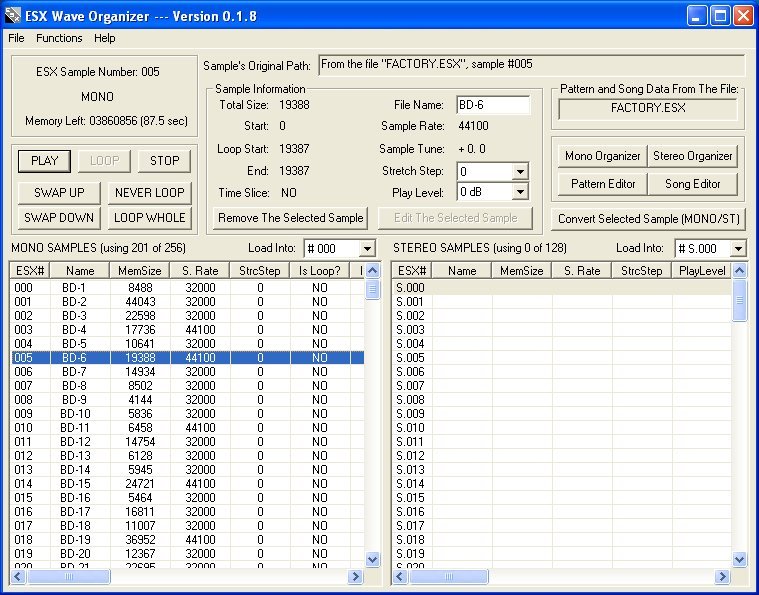 ESX Wave Organizer --- Version 0.1.8
File Functions Help
ESX Sample Number: 005
MONO
Memory Left: 03860856 (87.5 sec)
Sample's Original Path: From the file "FACTORY.ESX", sample #005
Sample Information
Total Size: 19388 File Name: BD-6
Start: 0 Sample Rate: 44100
Loop Start: 19387 Sample Tune: + 0. 0
End: 19387 Stretch Step: 0
Time Slice: NO Play Level: 0 dB
Remove The Selected Sample Edit The Selected Sample
Pattern and Song Data From The File:
FACTORY.ESX
PLAY LOOP STOP
SWAP UP NEVER LOOP
SWAP DOWN LOOP WHOLE
Mono Organizer Stereo Organizer
Pattern Editor Song Editor
Convert Selected Sample (MONO/ST)
MONO SAMPLES (using 201 of 256) Load Into: # 000
ESX# Name MemSize S. Rate StrcStep Is Loop?
000 BD-1 8488 32000 0 NO
001 BD-2 44043 32000 0 NO
002 BD-3 22598 32000 0 NO
003 BD-4 17736 44100 0 NO
004 BD-5 10641 32000 0 NO
005 BD-6 19388 44100 0 NO
006 BD-7 14934 32000 0 NO
007 BD-8 8502 32000 0 NO
008 BD-9 4144 32000 0 NO
009 BD-10 5836 32000 0 NO
010 BD-11 6458 44100 0 NO
011 BD-12 14754 32000 0 NO
012 BD-13 6128 32000 0 NO
013 BD-14 5945 32000 0 NO
014 BD-15 24721 44100 0 NO
015 BD-16 5464 32000 0 NO
016 BD-17 16811 32000 0 NO
017 BD-18 11007 32000 0 NO
018 BD-19 36952 44100 0 NO
019 BD-20 12367 32000 0 NO
020 BD-21 22695 32000 0 NO
STEREO SAMPLES (using 0 of 128) Load Into: # S.000
ESX# Name MemSize S. Rate StrcStep PlayLevel
S.000
S.001
S.002
S.003
S.004
S.005
S.006
S.007
S.008
S.009
S.010
S.011
S.012
S.013
S.014
S.015
S.016
S.017
S.018
S.019
S.020